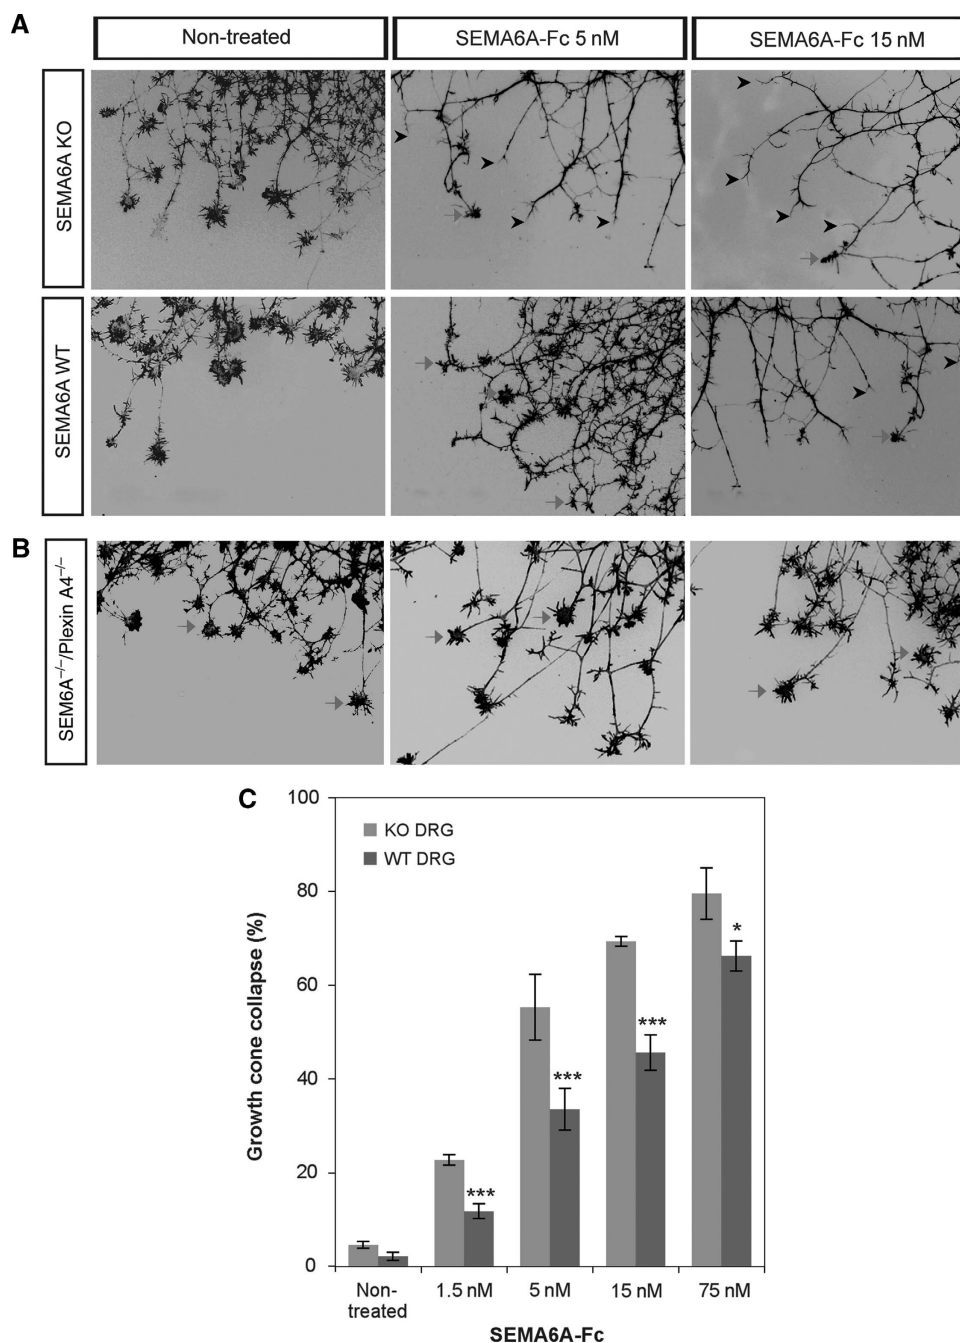 A
Non-treated
SEMA6A-Fc 5 nM
SEMA6A-Fc 15 nM
SEMA6A KO
SEMA6A WT
B
SEM6A−/−/Plexin A4−/−
C
100
80
60
40
20
0
Growth cone collapse (%)
KO DRG
WT DRG
***
***
***
*
Non-
treated
1.5 nM
5 nM
15 nM
75 nM
SEMA6A-Fc